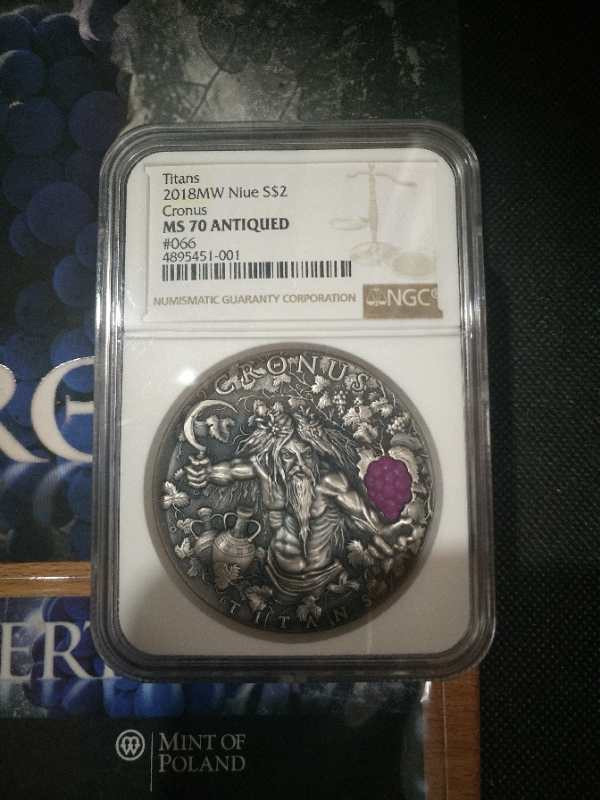 Titans
2018MW Niue S$2
Cronus
MS 70 ANTIQUED
#066
4895451-001
NUMISMATIC GUARANTY CORPORATION
NGC®
CRONUS
TITANS
MINT OF
POLAND